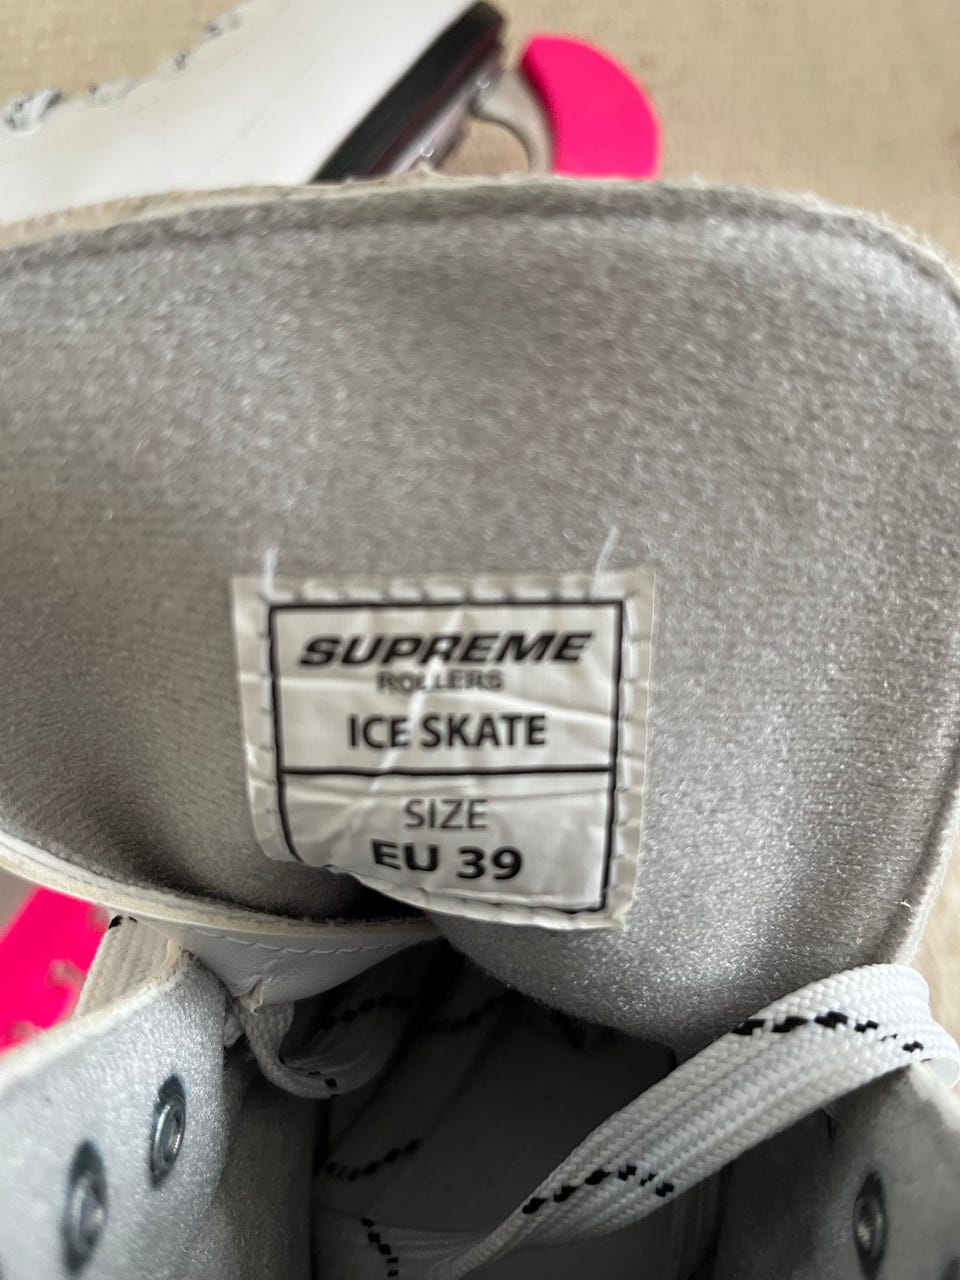 SUPREME
ROLLERS
ICE SKATE
SIZE
EU 39